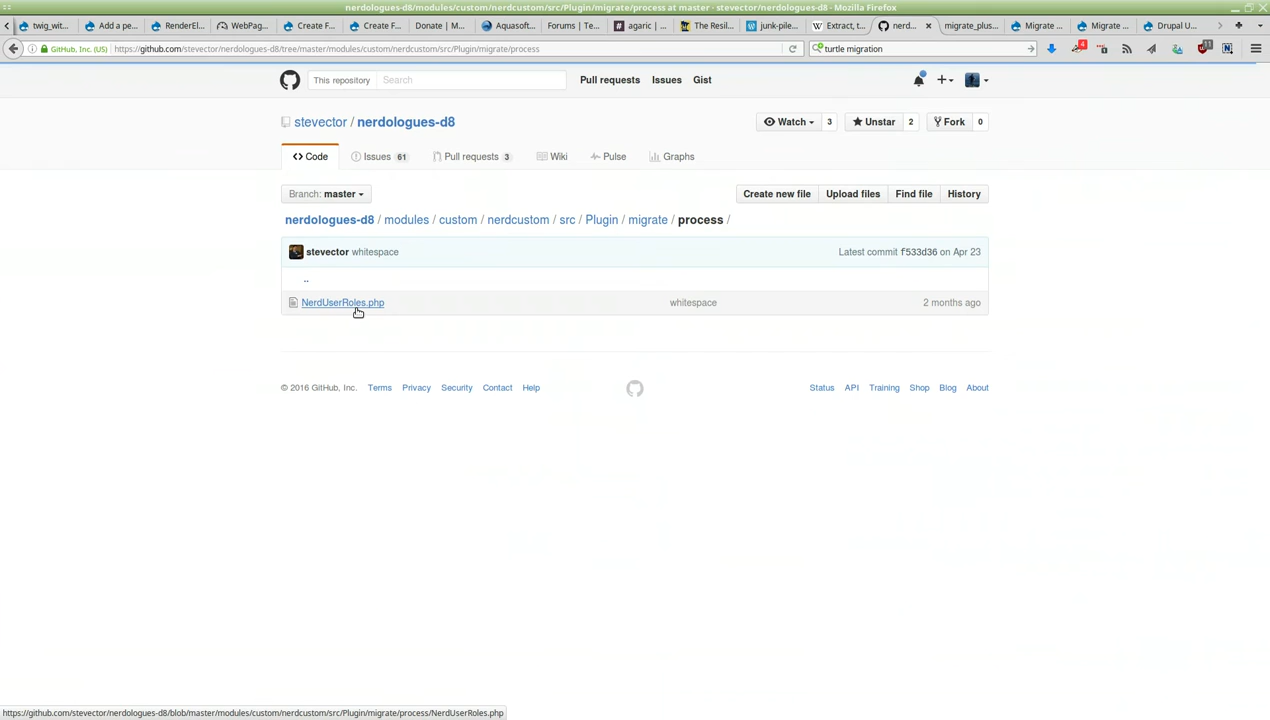 nerdologues-d8/modules/custom/nerdcustom/src/Plugin/migrate/process at master · stevector/nerdologues-d8 - Mozilla Firefox
twig_wit... Add a pe... RenderEl... WebPag... Create F... Create F... Donate | M... Aquasoft... Forums | Te... agaric | ... The Resil... junk-pile... Extract, t... nerd... migrate_plus... Migrate ... Migrate ... Drupal U...
GitHub, Inc. (US) https://github.com/stevector/nerdologues-d8/tree/master/modules/custom/nerdcustom/src/Plugin/migrate/process turtle migration 4 11
This repository Search Pull requests Issues Gist
stevector / nerdologues-d8 Watch 3 Unstar 2 Fork 0
Code Issues 61 Pull requests 3 Wiki Pulse Graphs
Branch: master Create new file Upload files Find file History
nerdologues-d8 / modules / custom / nerdcustom / src / Plugin / migrate / process /
stevector whitespace Latest commit f533d36 on Apr 23
..
NerdUserRoles.php whitespace 2 months ago
© 2016 GitHub, Inc. Terms Privacy Security Contact Help Status API Training Shop Blog About
https://github.com/stevector/nerdologues-d8/blob/master/modules/custom/nerdcustom/src/Plugin/migrate/process/NerdUserRoles.php